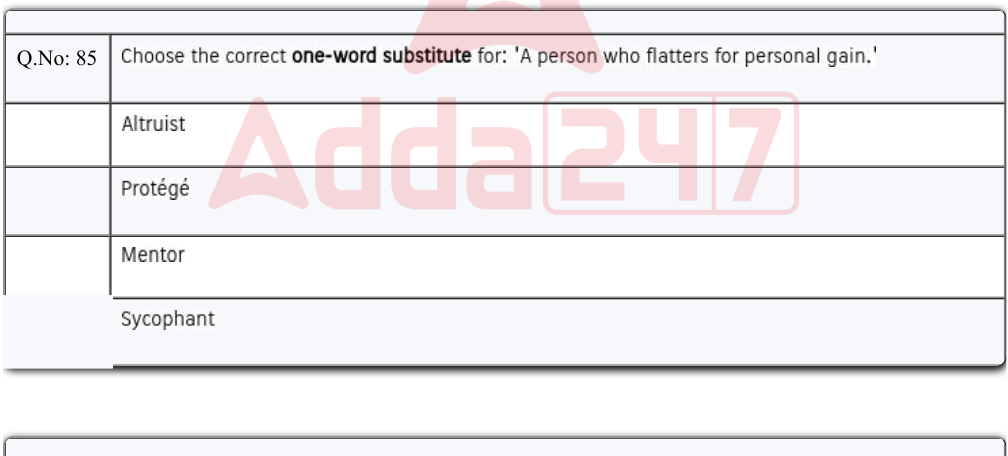 Q.No: 85 Choose the correct one-word substitute for: 'A person who flatters for personal gain.'
Altruist
Protégé
Mentor
Sycophant
Adda247